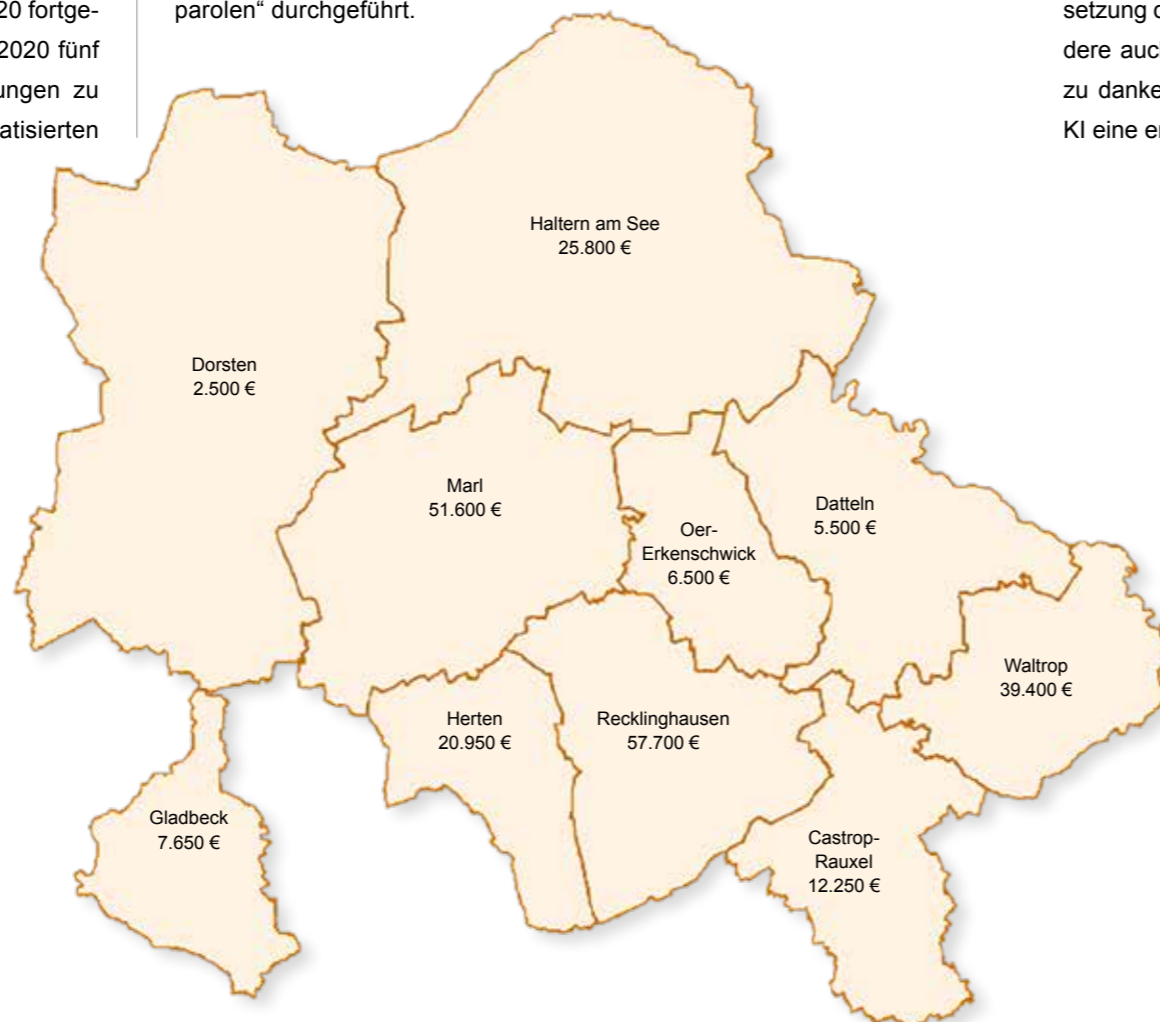 20 fortge-
2020 fünf
ungen zu
atisierten
parolen“ durchgeführt.
setzung
dere auc
zu danke
KI eine
Haltern am See
25.800 €
Dorsten
2.500 €
Marl
51.600 €
Oer-
Erkenschwick
6.500 €
Datteln
5.500 €
Waltrop
39.400 €
Herten
20.950 €
Recklinghausen
57.700 €
Gladbeck
7.650 €
Castrop-
Rauxel
12.250 €